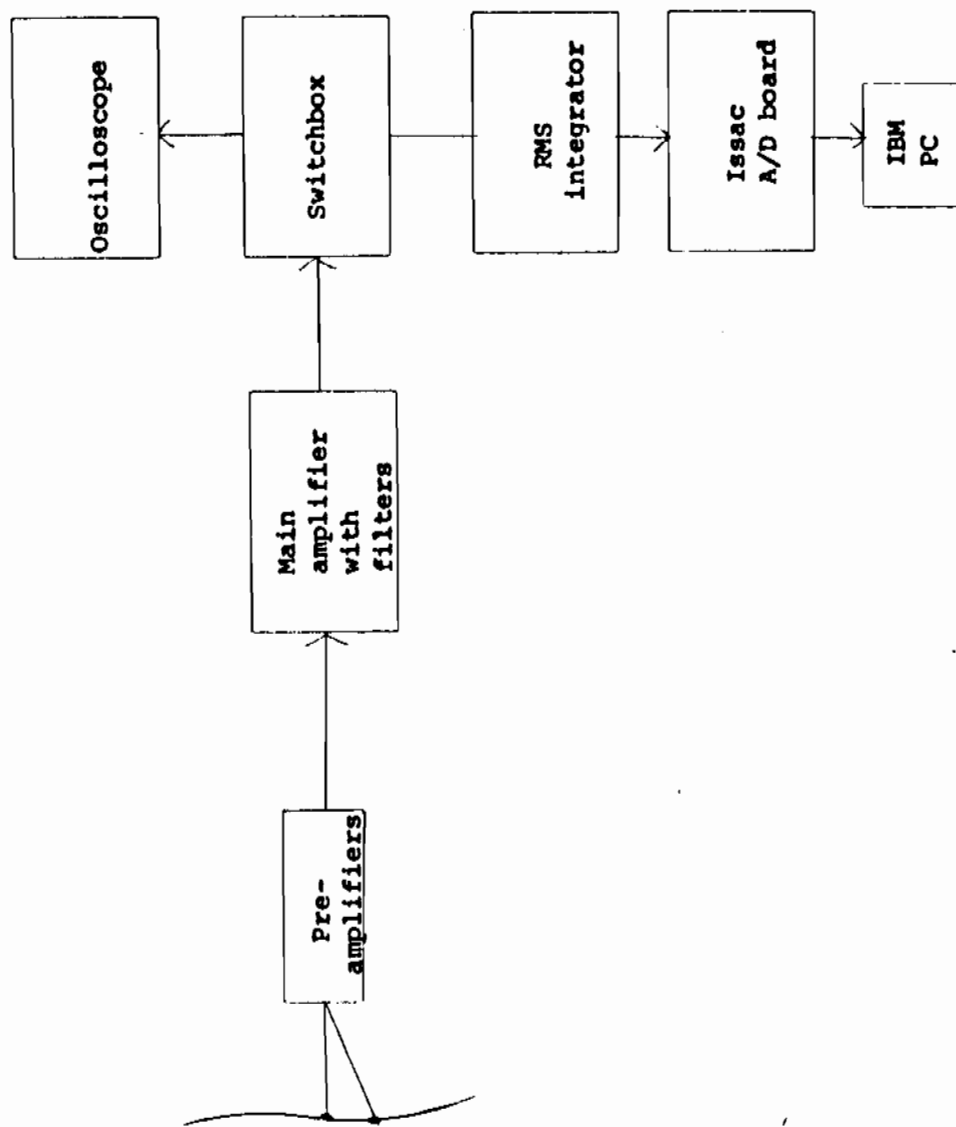 Oscilloscope
Switchbox
RMS
integrator
Issac
A/D board
IBM
PC
Main
amplifier
with
filters
Pre-
amplifiers